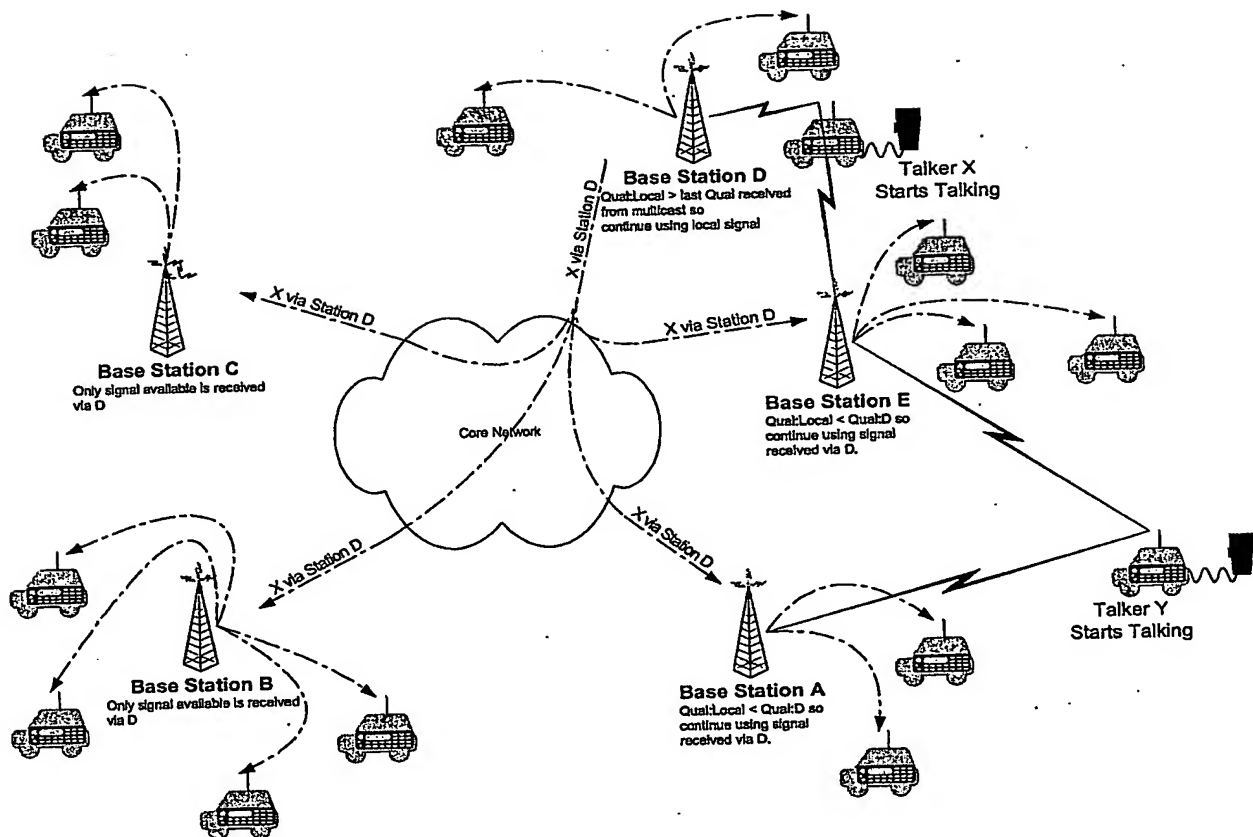 Base Station D
Qual:Local > last Qual received
from multicast so
continue using local signal
Talker X
Starts Talking
X via Station D
X via Station D
X via Station D
Base Station C
Only signal available is received
via D
Base Station E
Qual:Local < Qual:D so
continue using signal
received via D.
Core Network
X via Station D
X via Station D
Talker Y
Starts Talking
Base Station B
Only signal available is received
via D
Base Station A
Qual:Local < Qual:D so
continue using signal
received via D.